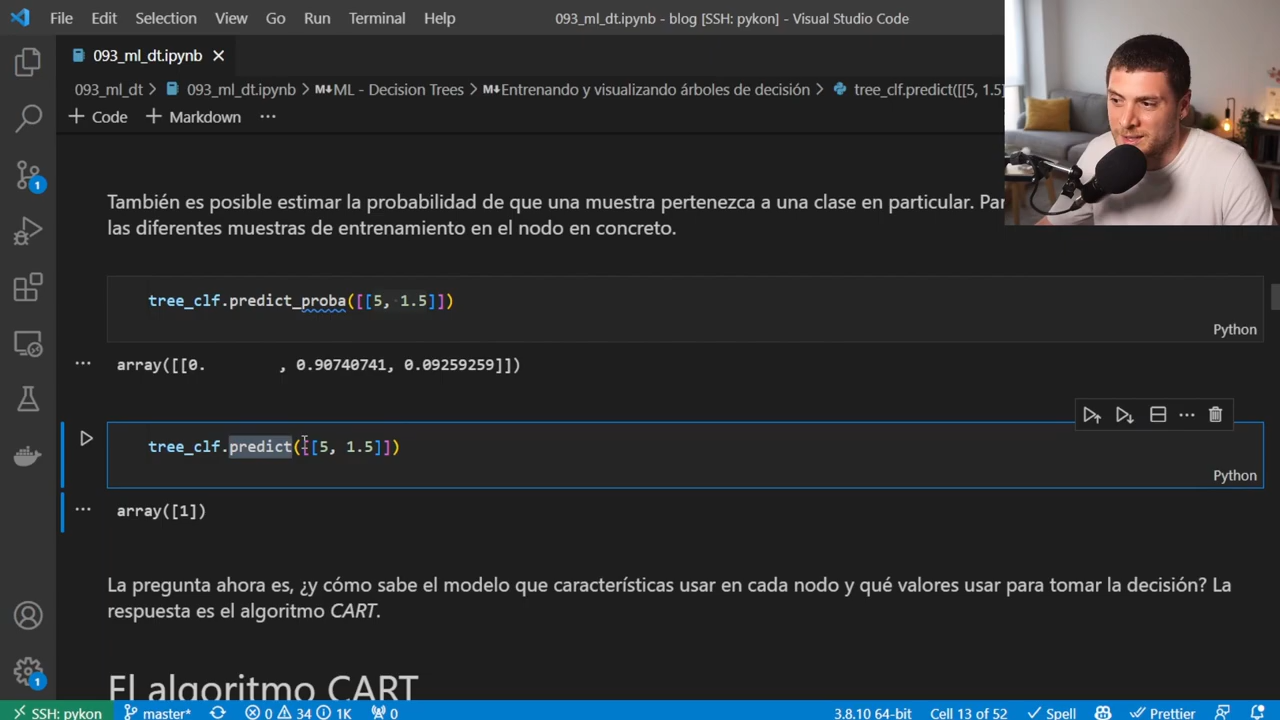 File Edit Selection View Go Run Terminal Help 093_ml_dt.ipynb - blog [SSH: pykon] - Visual Studio Code
093_ml_dt.ipynb
093_ml_dt > 093_ml_dt.ipynb > M↓ML - Decision Trees > M↓Entrenando y visualizando árboles de decisión > tree_clf.predict([[5, 1.5]
+ Code + Markdown ...
También es posible estimar la probabilidad de que una muestra pertenezca a una clase en particular.
las diferentes muestras de entrenamiento en el nodo en concreto.
tree_clf.predict_proba([[5, 1.5]])
Python
... array([[0. , 0.90740741, 0.09259259]])
tree_clf.predict([[5, 1.5]])
Python
... array([1])
La pregunta ahora es, ¿y cómo sabe el modelo que características usar en cada nodo y qué valores usar para tomar la decisión? La
respuesta es el algoritmo CART.
El algoritmo CART
1
1
SSH: pykon master* 0 34 1K 0 3.8.10 64-bit Cell 13 of 52 Spell Prettier